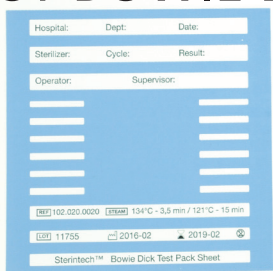 Hospital: Dept: Date:
Sterilizer: Cycle: Result:
Operator: Supervisor:
REF 102.020.0020 STEAM 134°C - 3,5 min / 121°C - 15 min
LOT 11755 2016-02 2019-02
Sterintech™ Bowie Dick Test Pack Sheet